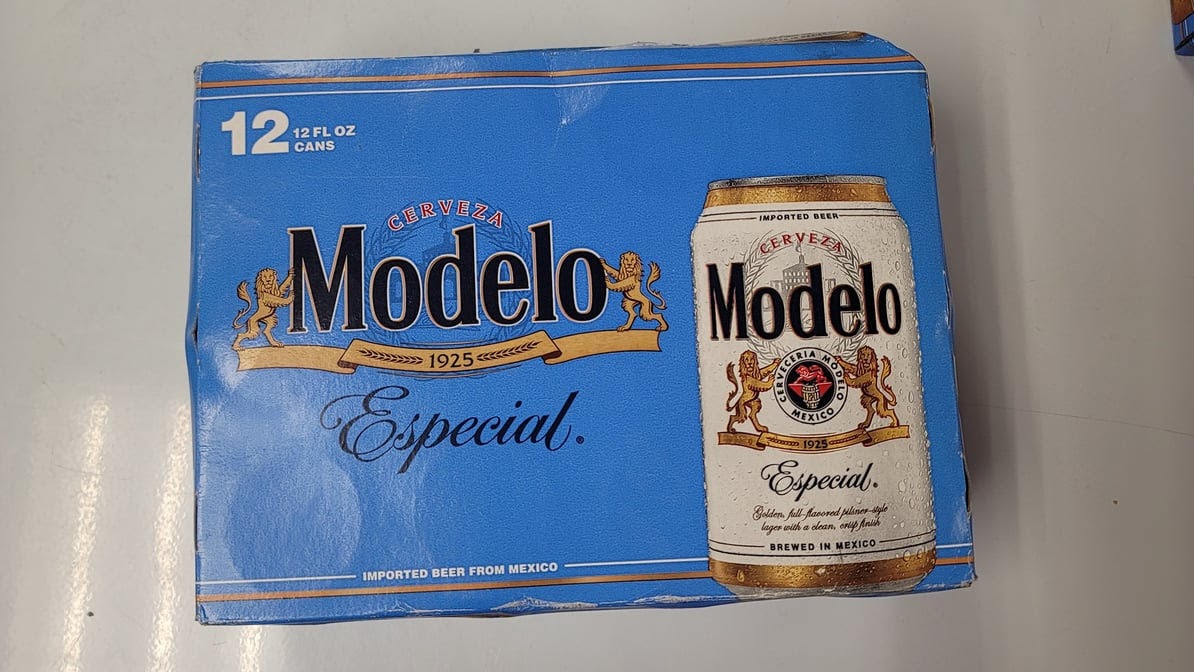 12 12 FL OZ
CANS
CERVEZA
Modelo
1925
Especial®
IMPORTED BEER FROM MEXICO
IMPORTED BEER
CERVEZA
Modelo
CERVECERIA MODELO
MEXICO
1925
Especial®
Golden, full-flavored pilsner-style
lager with a clean, crisp finish
BREWED IN MEXICO